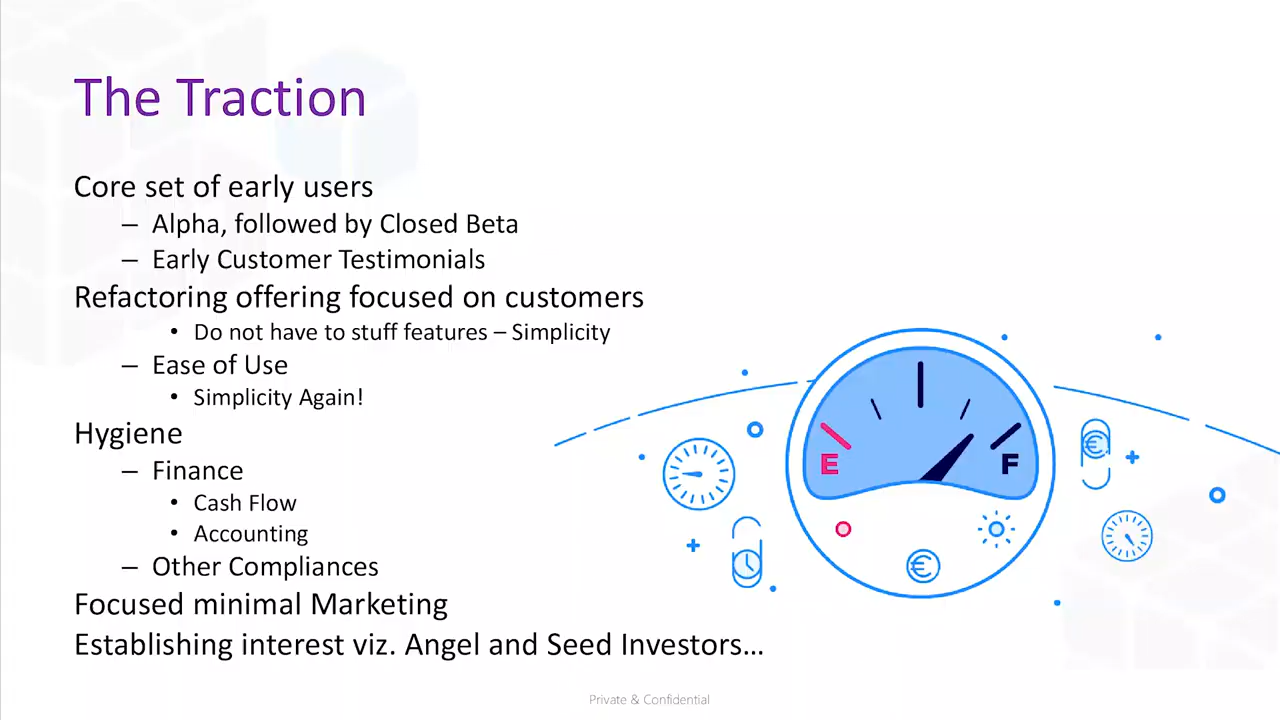 The Traction
Core set of early users
– Alpha, followed by Closed Beta
– Early Customer Testimonials
Refactoring offering focused on customers
• Do not have to stuff features – Simplicity
– Ease of Use
• Simplicity Again!
Hygiene
– Finance
• Cash Flow
• Accounting
– Other Compliances
Focused minimal Marketing
Establishing interest viz. Angel and Seed Investors…
E
F
€
€
Private & Confidential